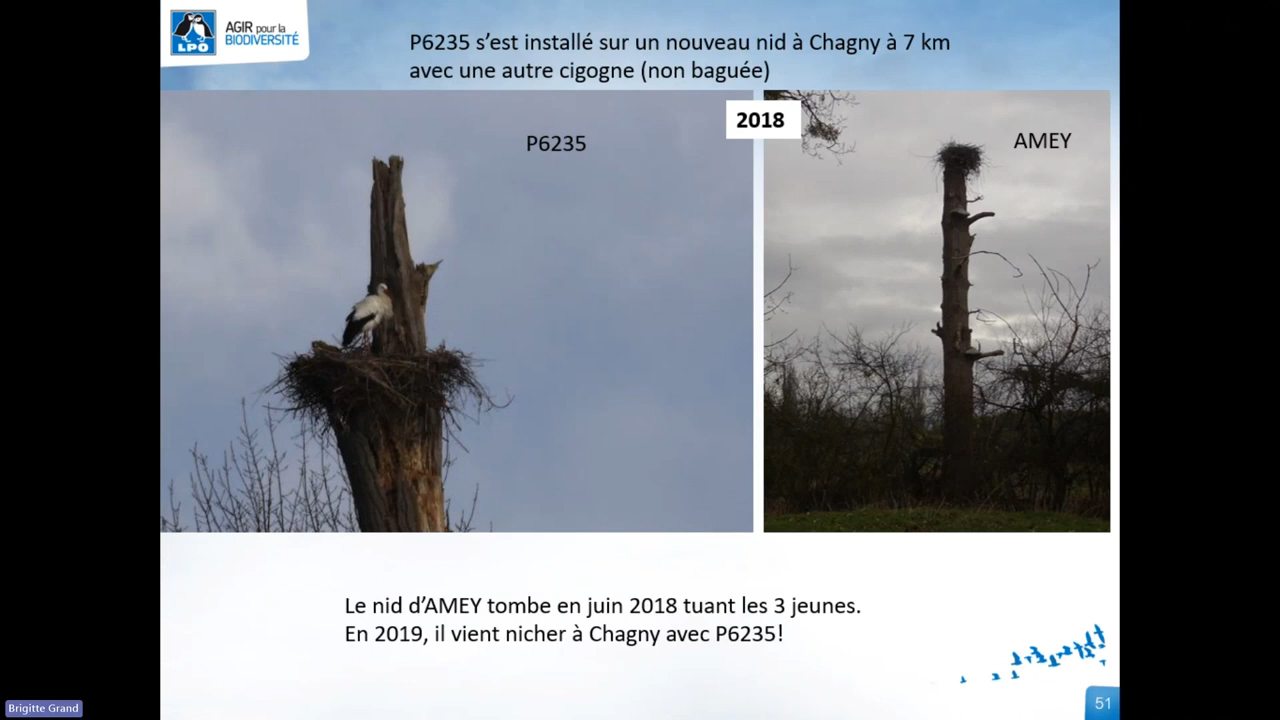 LPO
AGIR pour la
BIODIVERSITÉ
P6235 s’est installé sur un nouveau nid à Chagny à 7 km
avec une autre cigogne (non baguée)
2018
P6235
AMEY
Le nid d’AMEY tombe en juin 2018 tuant les 3 jeunes.
En 2019, il vient nicher à Chagny avec P6235!
51
Brigitte Grand